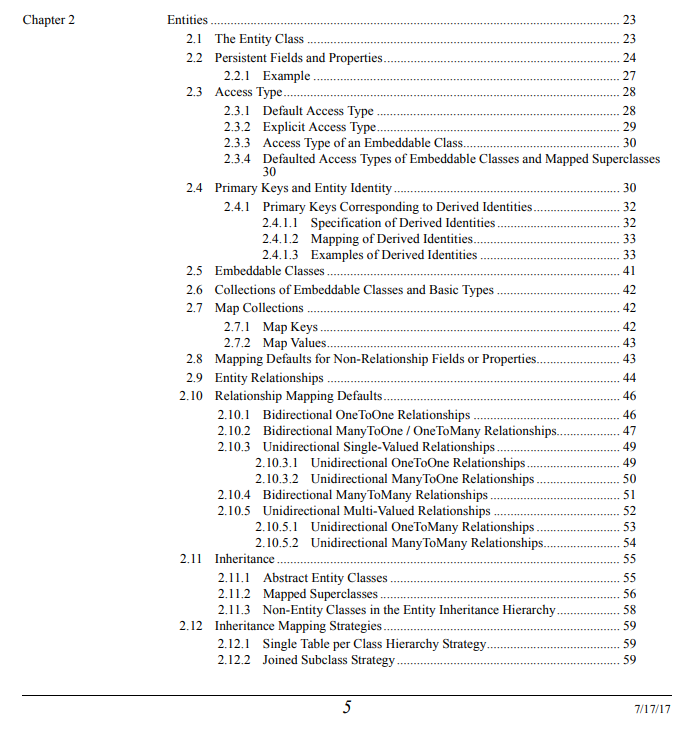 Chapter 2 Entities ........ 23
2.1 The Entity Class ........ 23
2.2 Persistent Fields and Properties ........ 24
2.2.1 Example ........ 27
2.3 Access Type ........ 28
2.3.1 Default Access Type ........ 28
2.3.2 Explicit Access Type ........ 29
2.3.3 Access Type of an Embeddable Class ........ 30
2.3.4 Defaulted Access Types of Embeddable Classes and Mapped Superclasses
30
2.4 Primary Keys and Entity Identity ........ 30
2.4.1 Primary Keys Corresponding to Derived Identities ........ 32
2.4.1.1 Specification of Derived Identities ........ 32
2.4.1.2 Mapping of Derived Identities ........ 33
2.4.1.3 Examples of Derived Identities ........ 33
2.5 Embeddable Classes ........ 41
2.6 Collections of Embeddable Classes and Basic Types ........ 42
2.7 Map Collections ........ 42
2.7.1 Map Keys ........ 42
2.7.2 Map Values ........ 43
2.8 Mapping Defaults for Non-Relationship Fields or Properties ........ 43
2.9 Entity Relationships ........ 44
2.10 Relationship Mapping Defaults ........ 46
2.10.1 Bidirectional OneToOne Relationships ........ 46
2.10.2 Bidirectional ManyToOne / OneToMany Relationships ........ 47
2.10.3 Unidirectional Single-Valued Relationships ........ 49
2.10.3.1 Unidirectional OneToOne Relationships ........ 49
2.10.3.2 Unidirectional ManyToOne Relationships ........ 50
2.10.4 Bidirectional ManyToMany Relationships ........ 51
2.10.5 Unidirectional Multi-Valued Relationships ........ 52
2.10.5.1 Unidirectional OneToMany Relationships ........ 53
2.10.5.2 Unidirectional ManyToMany Relationships ........ 54
2.11 Inheritance ........ 55
2.11.1 Abstract Entity Classes ........ 55
2.11.2 Mapped Superclasses ........ 56
2.11.3 Non-Entity Classes in the Entity Inheritance Hierarchy ........ 58
2.12 Inheritance Mapping Strategies ........ 59
2.12.1 Single Table per Class Hierarchy Strategy ........ 59
2.12.2 Joined Subclass Strategy ........ 59
5 7/17/17